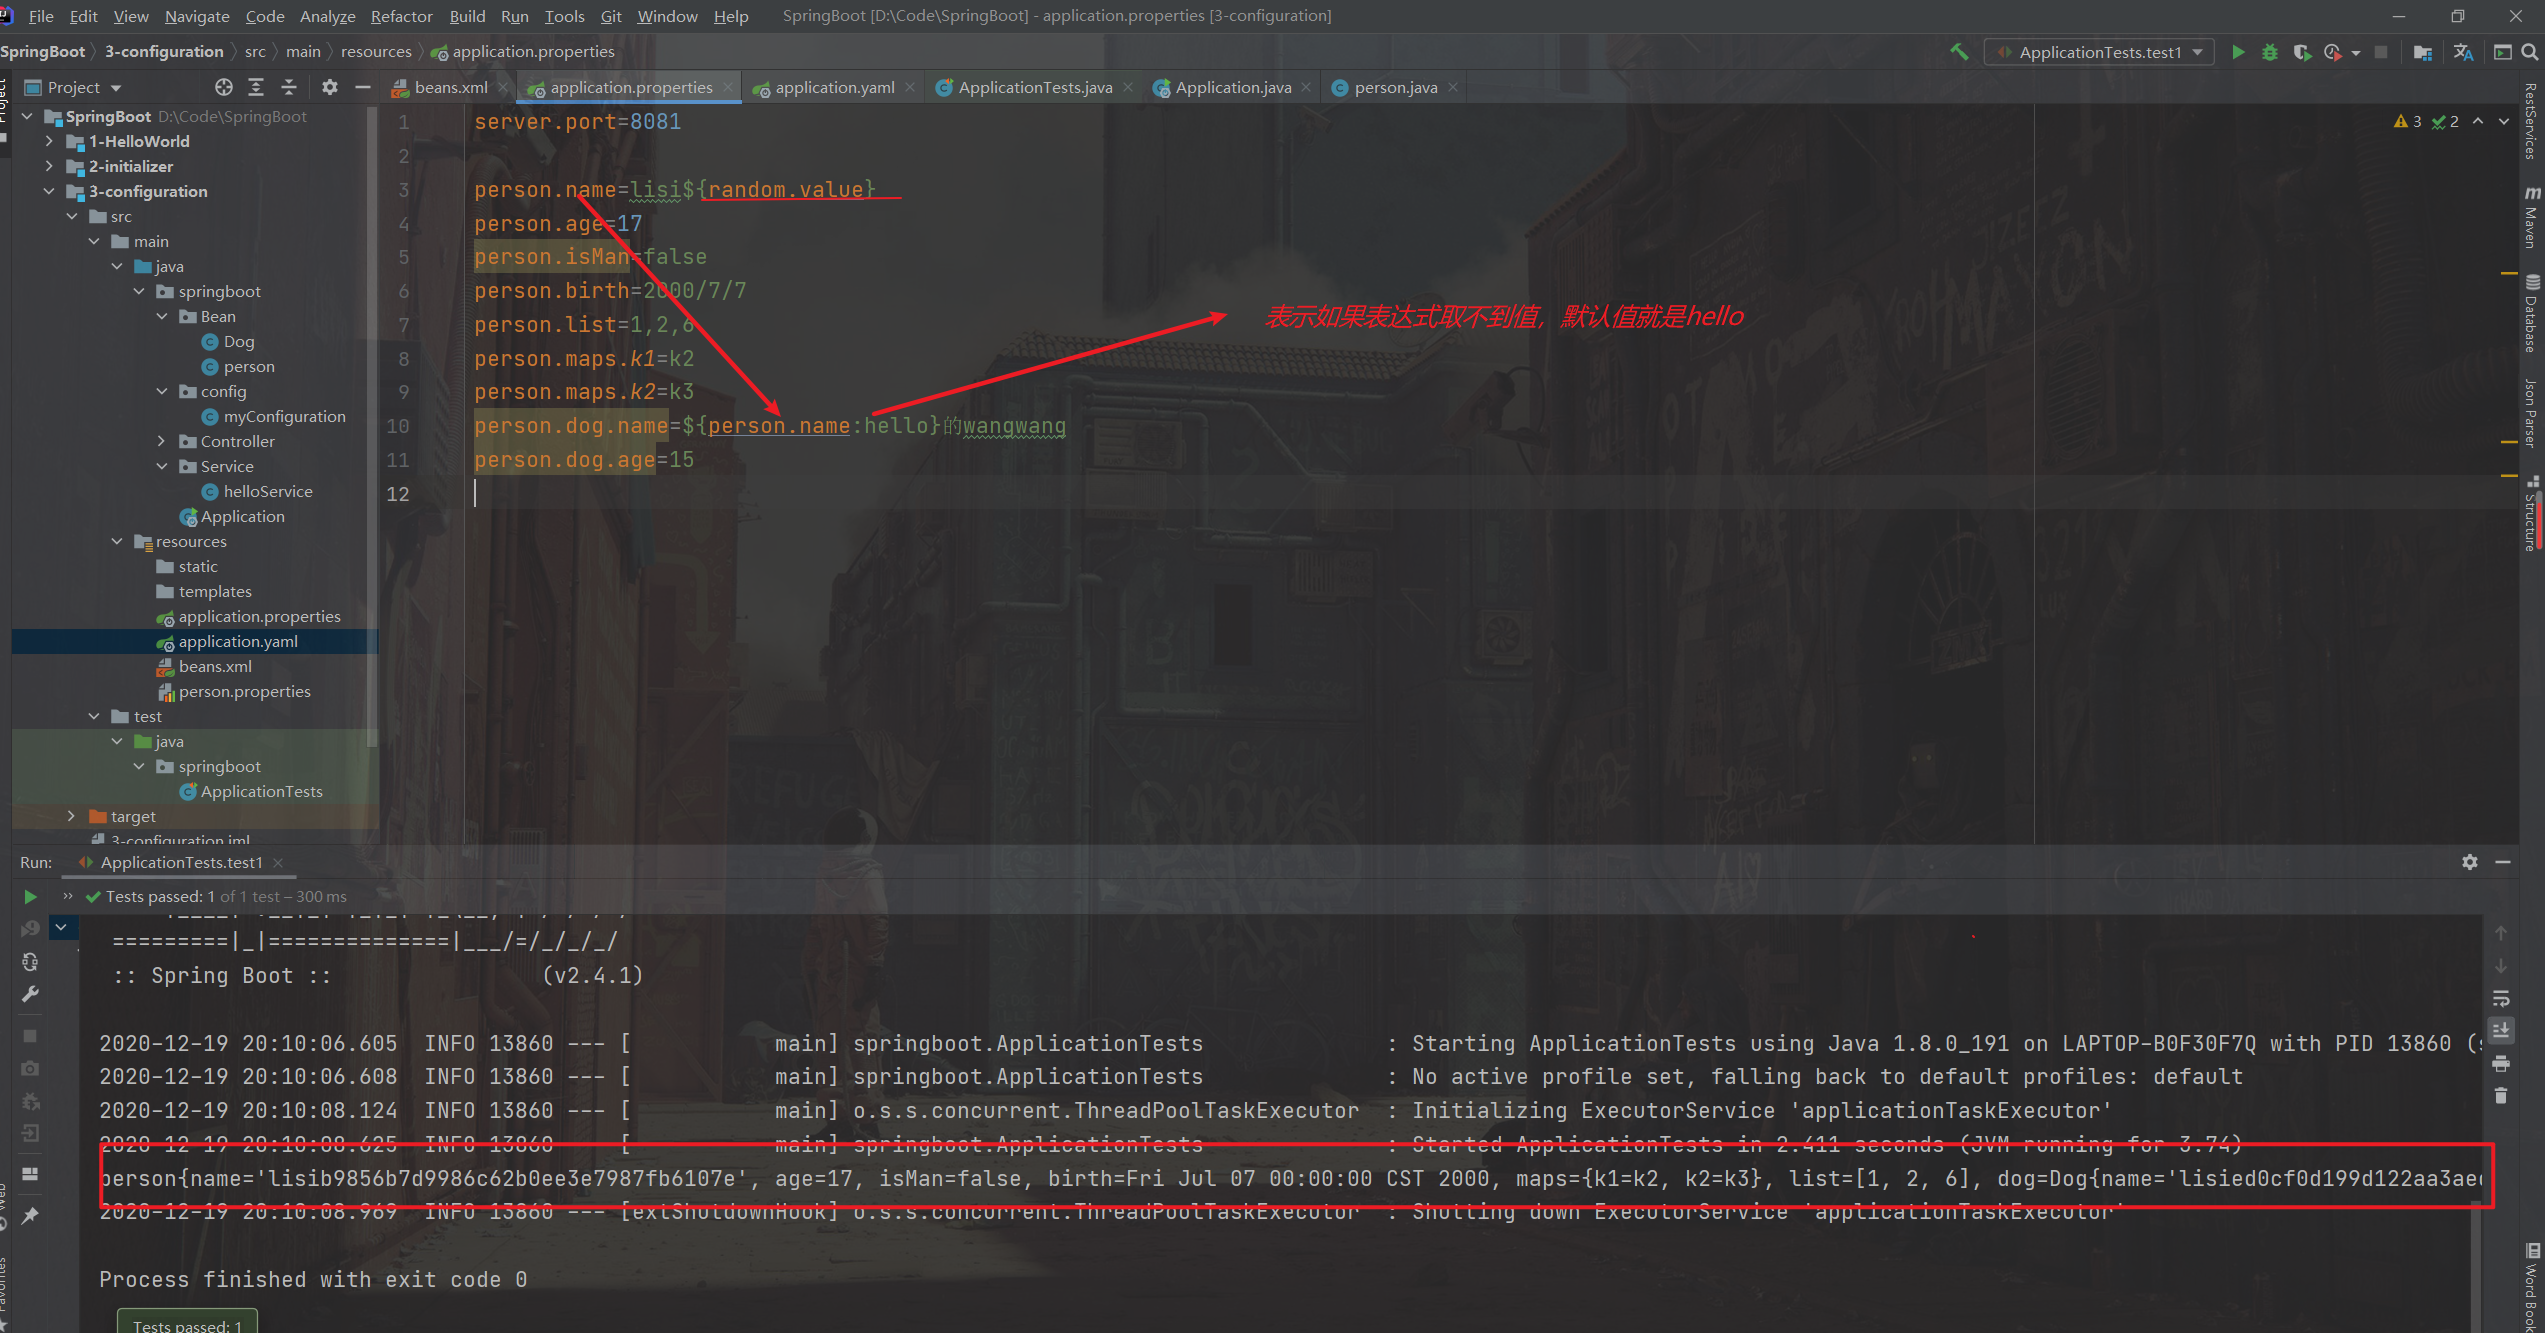 File Edit View Navigate Code Analyze Refactor Build Run Tools Git Window Help SpringBoot [D:\Code\SpringBoot] - application.properties [3-configuration]
SpringBoot 3-configuration src main resources application.properties ApplicationTests.test1
Project beans.xml application.properties application.yaml ApplicationTests.java Application.java person.java
SpringBoot D:\Code\SpringBoot
1-HelloWorld
2-initializer
3-configuration
src
main
java
springboot
Bean
Dog
person
config
myConfiguration
Controller
Service
helloService
Application
resources
static
templates
application.properties
application.yaml
beans.xml
person.properties
test
java
springboot
ApplicationTests
target
3-configuration.iml
1 server.port=8081
2
3 person.name=lisi${random.value}
4 person.age=17
5 person.isMan=false
6 person.birth=2000/7/7
7 person.list=1,2,6
8 person.maps.k1=k2
9 person.maps.k2=k3
10 person.dog.name=${person.name:hello}的wangwang
11 person.dog.age=15
12
表示如果表达式取不到值，默认值就是hello
3 2
RestServices
Maven
Database
Json Parser
Structure
Word Book
Project
Favorites
Run: ApplicationTests.test1
Tests passed: 1 of 1 test – 300 ms
=========|_|==============|___/=/_/_/_/
:: Spring Boot :: (v2.4.1)
2020-12-19 20:10:06.605 INFO 13860 --- [ main] springboot.ApplicationTests : Starting ApplicationTests using Java 1.8.0_191 on LAPTOP-B0F30F7Q with PID 13860 (s
2020-12-19 20:10:06.608 INFO 13860 --- [ main] springboot.ApplicationTests : No active profile set, falling back to default profiles: default
2020-12-19 20:10:08.124 INFO 13860 --- [ main] o.s.s.concurrent.ThreadPoolTaskExecutor : Initializing ExecutorService 'applicationTaskExecutor'
2020-12-19 20:10:08.625 INFO 13860 --- [ main] springboot.ApplicationTests : Started ApplicationTests in 2.411 seconds (JVM running for 3.74)
person{name='lisib9856b7d9986c62b0ee3e7987fb6107e', age=17, isMan=false, birth=Fri Jul 07 00:00:00 CST 2000, maps={k1=k2, k2=k3}, list=[1, 2, 6], dog=Dog{name='lisied0cf0d199d122aa3aed
2020-12-19 20:10:08.969 INFO 13860 --- [extShutdownHook] o.s.s.concurrent.ThreadPoolTaskExecutor : Shutting down ExecutorService 'applicationTaskExecutor'
Process finished with exit code 0
Tests passed: 1